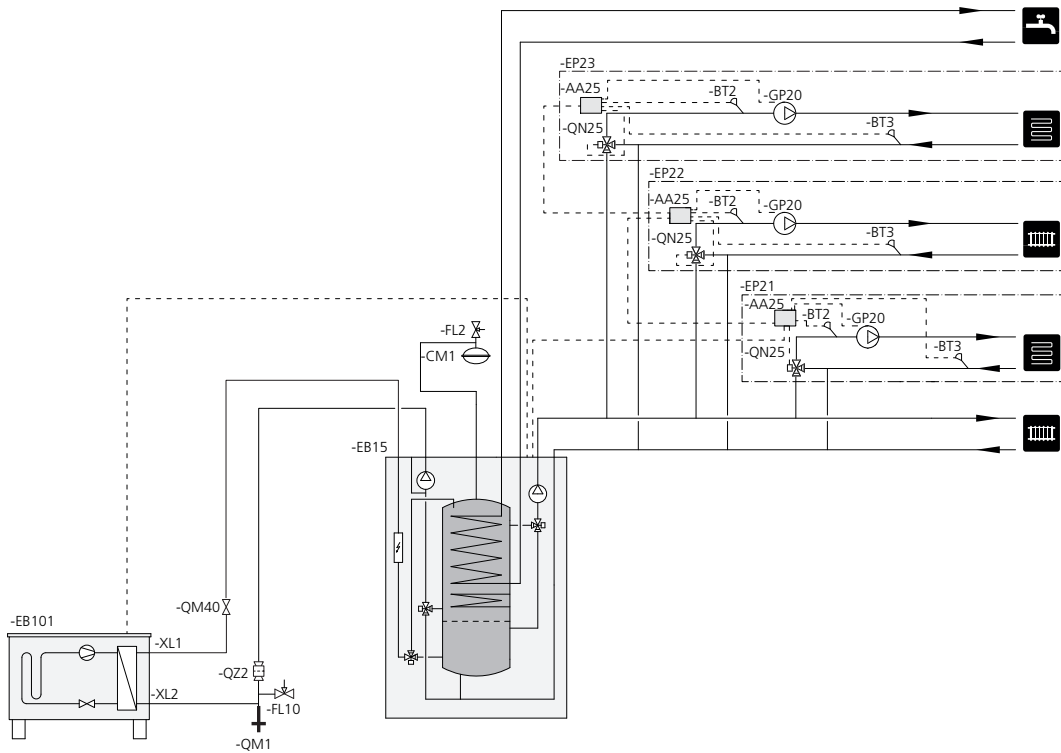 -EP23
-AA25
-BT2
-GP20
-QN25
-BT3
-EP22
-AA25
-BT2
-GP20
-QN25
-BT3
-EP21
-AA25
-BT2
-GP20
-QN25
-BT3
-FL2
-CM1
-EB15
-QM40
-EB101
-XL1
-QZ2
-XL2
-FL10
-QM1